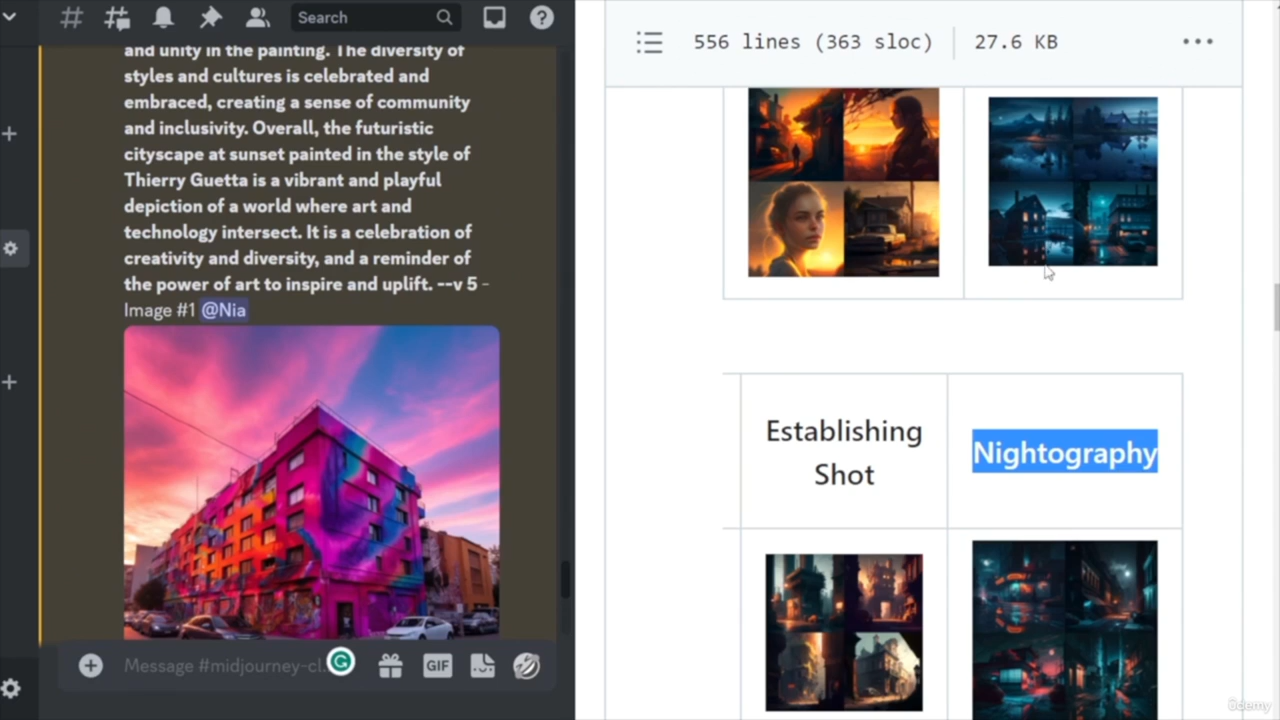 Search
and unity in the painting. The diversity of
styles and cultures is celebrated and
embraced, creating a sense of community
and inclusivity. Overall, the futuristic
cityscape at sunset painted in the style of
Thierry Guetta is a vibrant and playful
depiction of a world where art and
technology intersect. It is a celebration of
creativity and diversity, and a reminder of
the power of art to inspire and uplift. --v 5 -
Image #1 @Nia
Message #midjourney-cl
GIF
556 lines (363 sloc)
27.6 KB
Establishing
Shot
Nightography
ûdemy